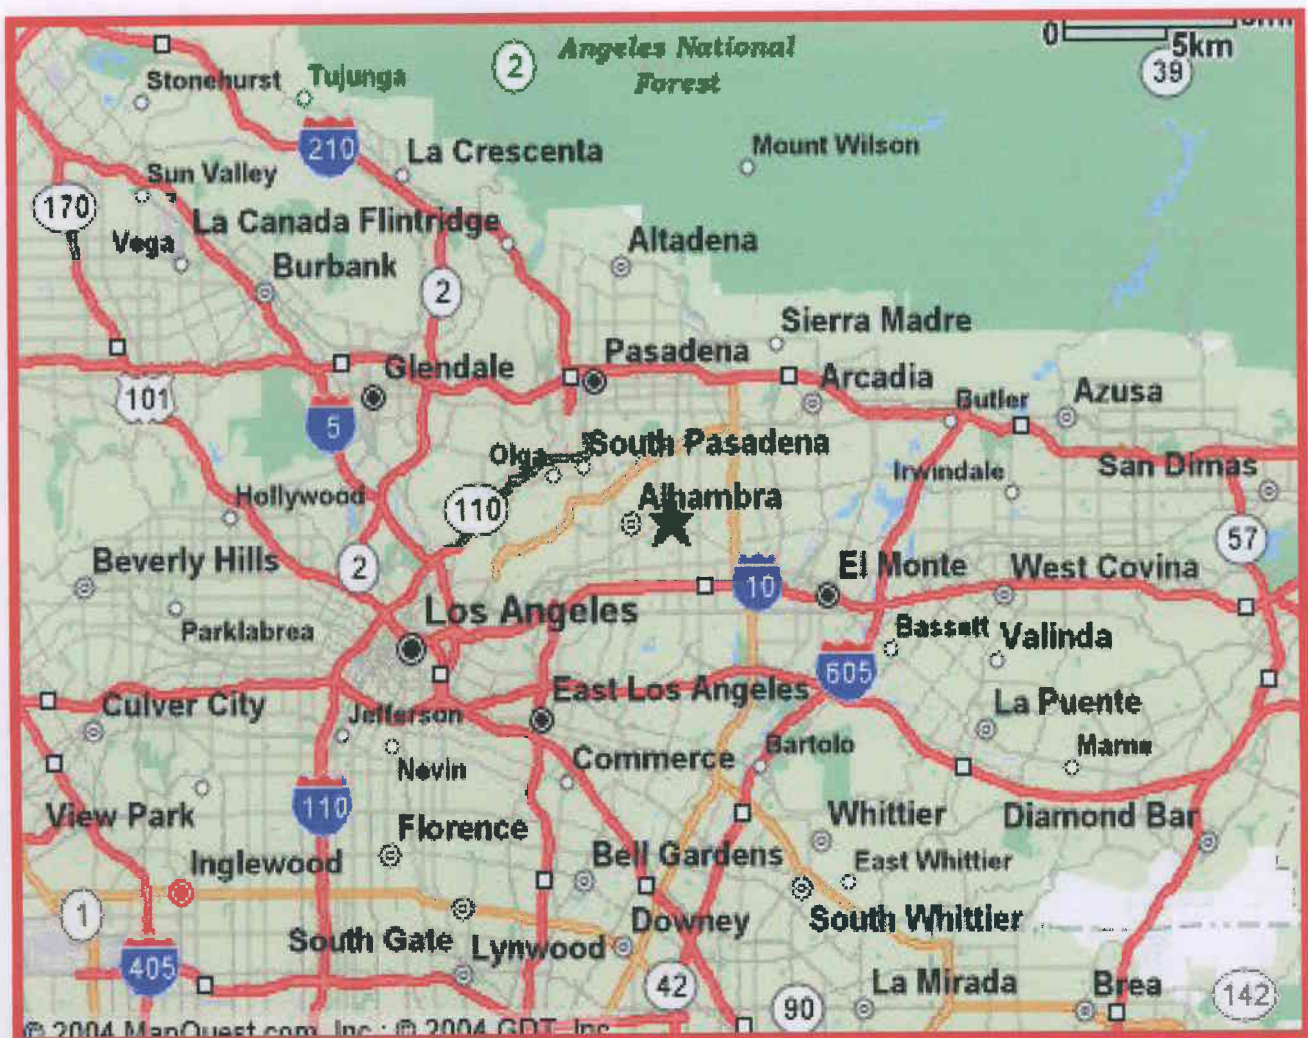 Angeles National
Forest
2
0
5km
39
Stonehurst
Tujunga
210
La Crescenta
Mount Wilson
Sun Valley
170
La Canada Flintridge
Vega
Altadena
Burbank
2
Sierra Madre
Pasadena
Glendale
Arcadia
101
Butler
Azusa
5
Olga
South Pasadena
Irwindale
San Dimas
Hollywood
110
Alhambra
57
Beverly Hills
2
10
El Monte
West Covina
Los Angeles
Parklabrea
Bassett
Valinda
605
East Los Angeles
Culver City
Jefferson
La Puente
Commerce
Bartolo
Marne
Nevin
110
View Park
Florence
Whittier
Diamond Bar
Inglewood
Bell Gardens
East Whittier
1
Downey
South Whittier
South Gate
Lynwood
405
42
90
La Mirada
Brea
142
© 2004 MapQuest.com, Inc.; © 2004 GDT, Inc.